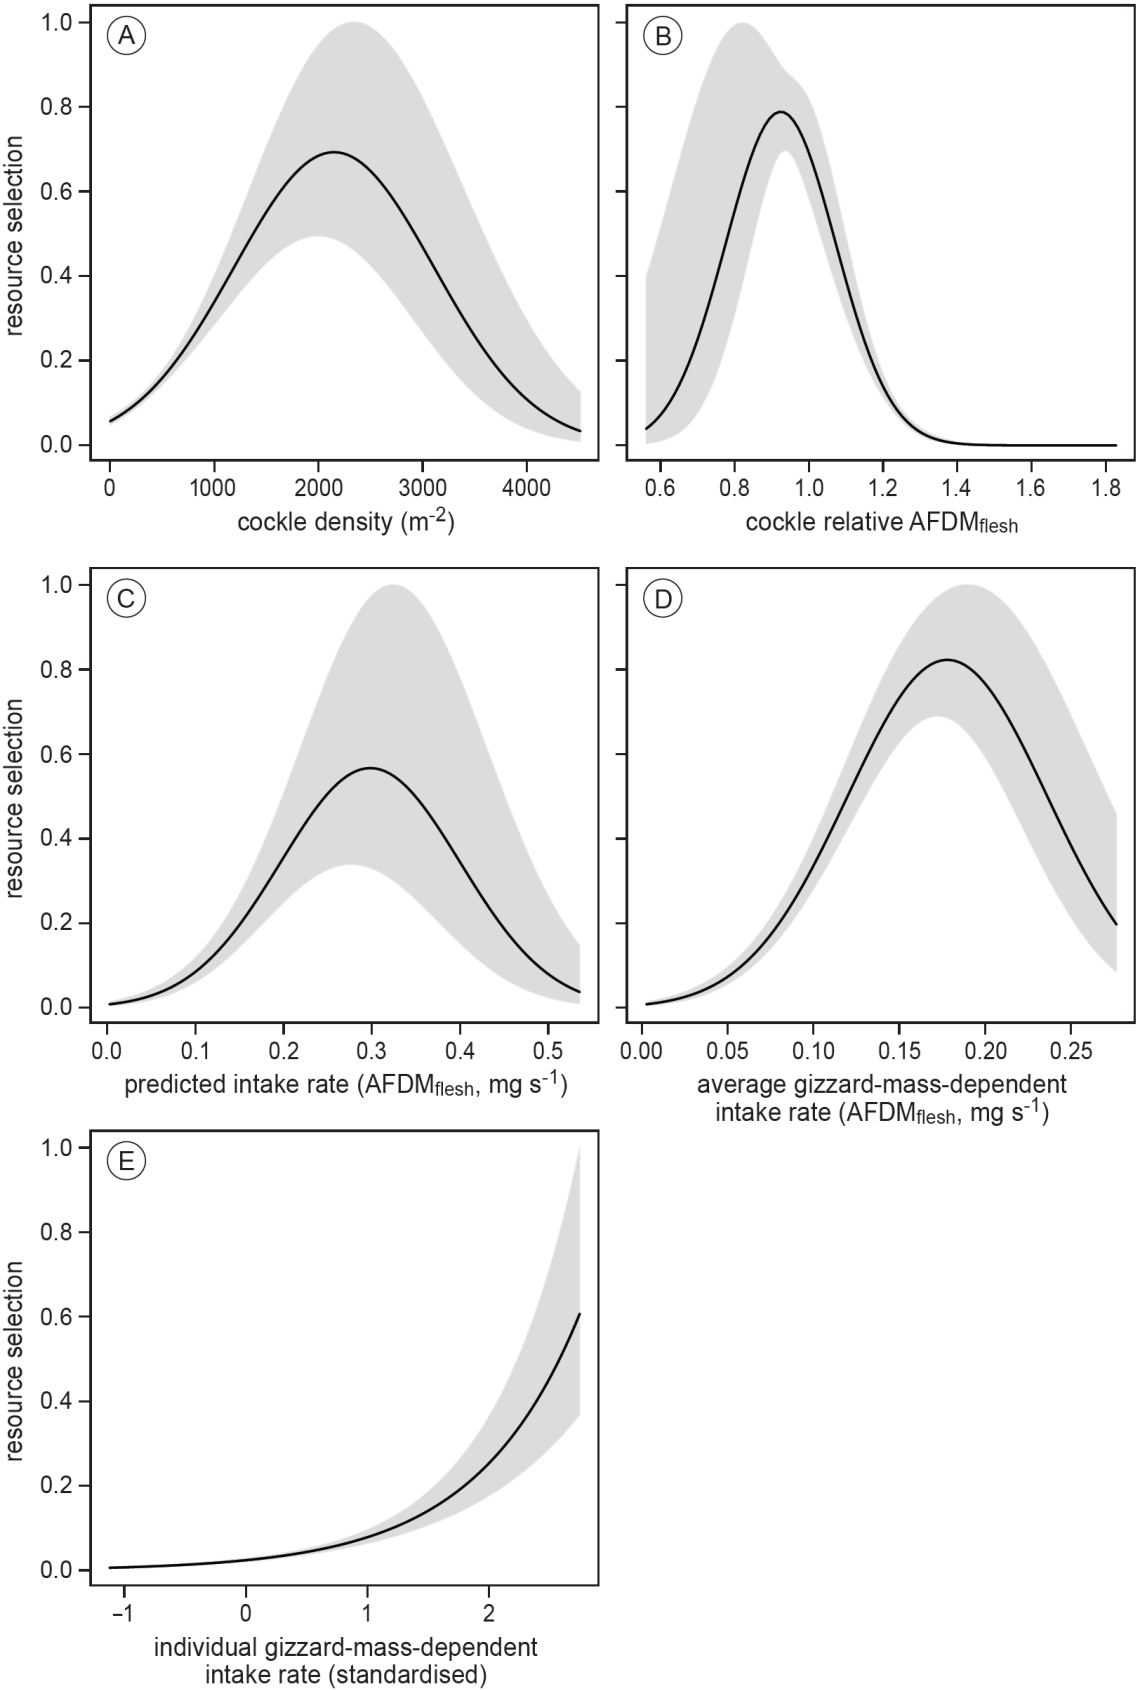 A
1.0
0.8
0.6
0.4
0.2
0.0
resource selection
0 1000 2000 3000 4000
cockle density (m-2)
B
0.6 0.8 1.0 1.2 1.4 1.6 1.8
cockle relative AFDMflesh
C
1.0
0.8
0.6
0.4
0.2
0.0
resource selection
0.0 0.1 0.2 0.3 0.4 0.5
predicted intake rate (AFDMflesh, mg s-1)
D
0.00 0.05 0.10 0.15 0.20 0.25
average gizzard-mass-dependent
intake rate (AFDMflesh, mg s-1)
E
1.0
0.8
0.6
0.4
0.2
0.0
resource selection
–1 0 1 2
individual gizzard-mass-dependent
intake rate (standardised)